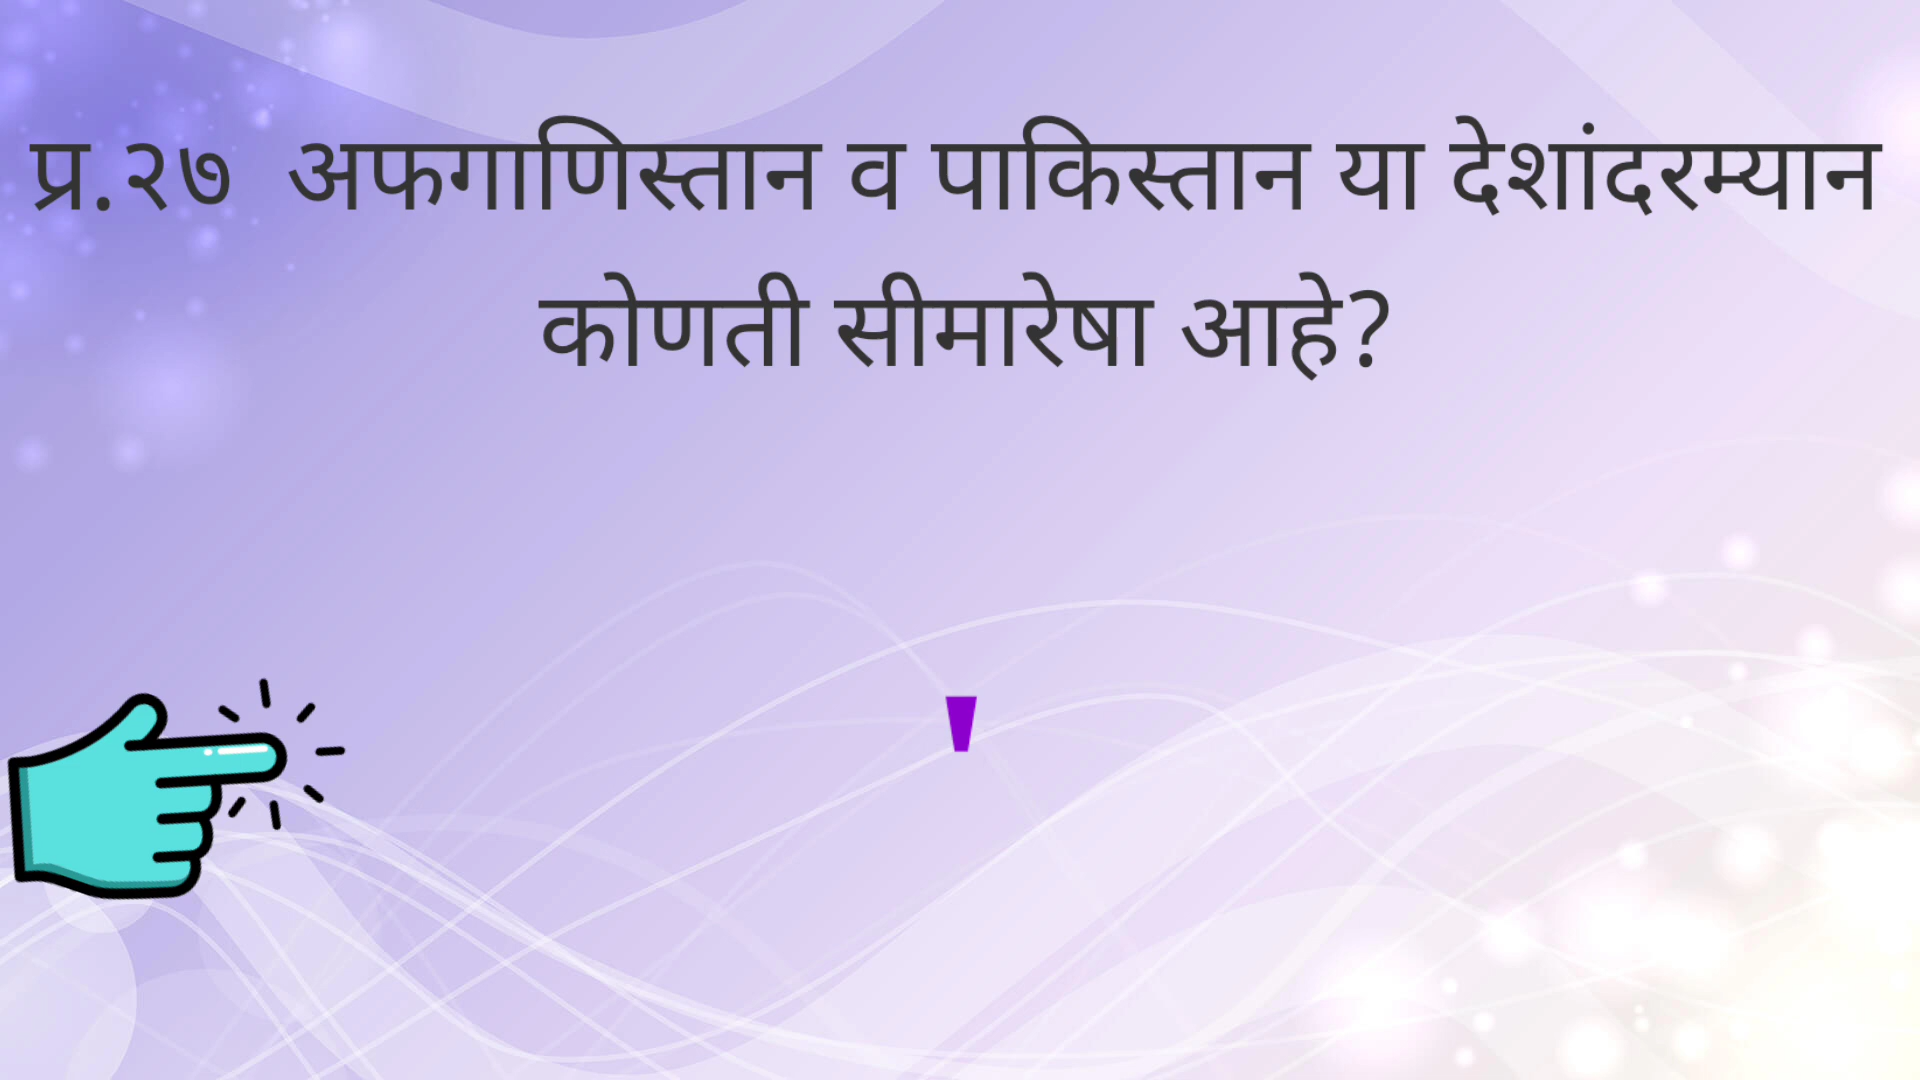 प्र.२७ अफगाणिस्तान व पाकिस्तान या देशांदरम्यान
कोणती सीमारेषा आहे?
'